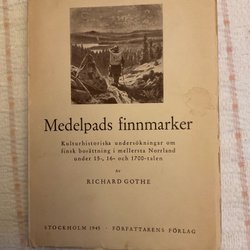 Medelpads finnmarker
Kulturhistoriska undersökningar om
finsk bosättning i mellersta Norrland
under 15-, 16- och 1700-talen
AV
RICHARD GOTHE
STOCKHOLM 1945 · FÖRFATTARENS FÖRLAG